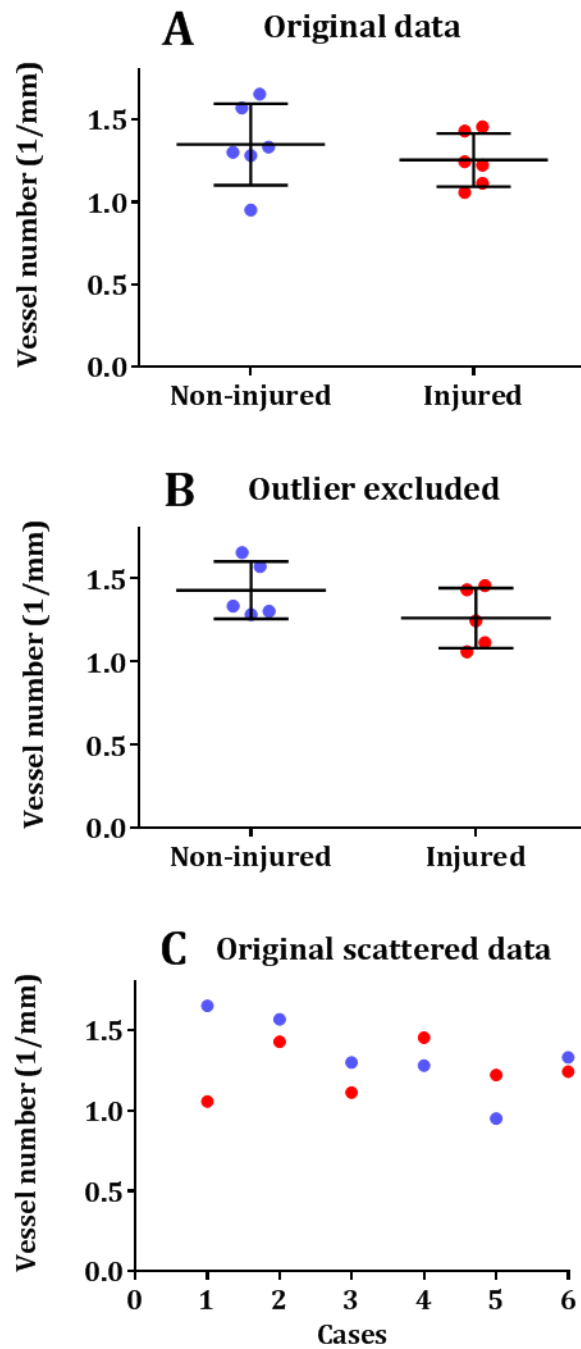 A Original data
Vessel number (1/mm)
1.5
1.0
0.5
0.0
Non-injured Injured
B Outlier excluded
Vessel number (1/mm)
1.5
1.0
0.5
0.0
Non-injured Injured
C Original scattered data
Vessel number (1/mm)
1.5
1.0
0.5
0.0
0 1 2 3 4 5 6
Cases